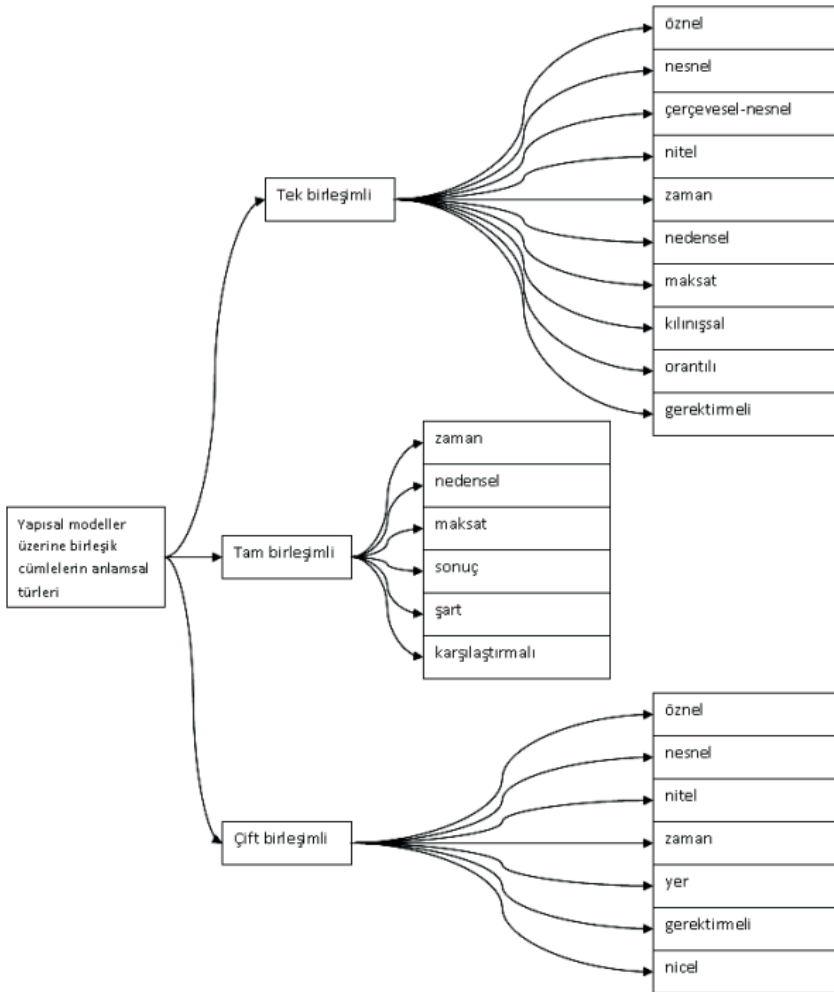 Yapısal modeller
üzerine birleşik
cümlelerin anlamsal
türleri
Tek birleşimli
öznel
nesnel
çerçevesel-nesnel
nitel
zaman
nedensel
maksat
kılınışsal
orantılı
gerektirmeli
Tam birleşimli
zaman
nedensel
maksat
sonuç
şart
karşılaştırmalı
Çift birleşimli
öznel
nesnel
nitel
zaman
yer
gerektirmeli
nicel